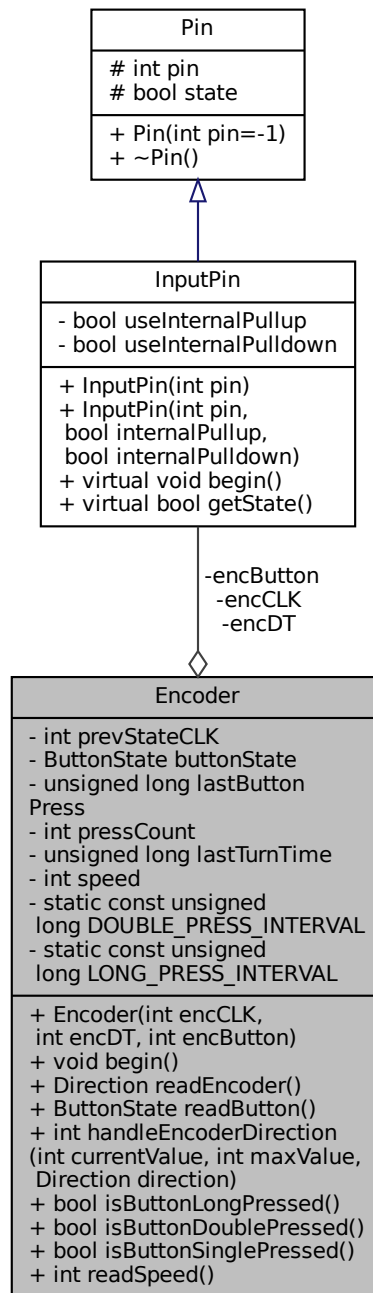 Pin
# int pin
# bool state
+ Pin(int pin=-1)
+ ~Pin()
InputPin
- bool useInternalPullup
- bool useInternalPulldown
+ InputPin(int pin)
+ InputPin(int pin,
bool internalPullup,
bool internalPulldown)
+ virtual void begin()
+ virtual bool getState()
-encButton
-encCLK
-encDT
Encoder
- int prevStateCLK
- ButtonState buttonState
- unsigned long lastButton
Press
- int pressCount
- unsigned long lastTurnTime
- int speed
- static const unsigned
long DOUBLE_PRESS_INTERVAL
- static const unsigned
long LONG_PRESS_INTERVAL
+ Encoder(int encCLK,
int encDT, int encButton)
+ void begin()
+ Direction readEncoder()
+ ButtonState readButton()
+ int handleEncoderDirection
(int currentValue, int maxValue,
Direction direction)
+ bool isButtonLongPressed()
+ bool isButtonDoublePressed()
+ bool isButtonSinglePressed()
+ int readSpeed()